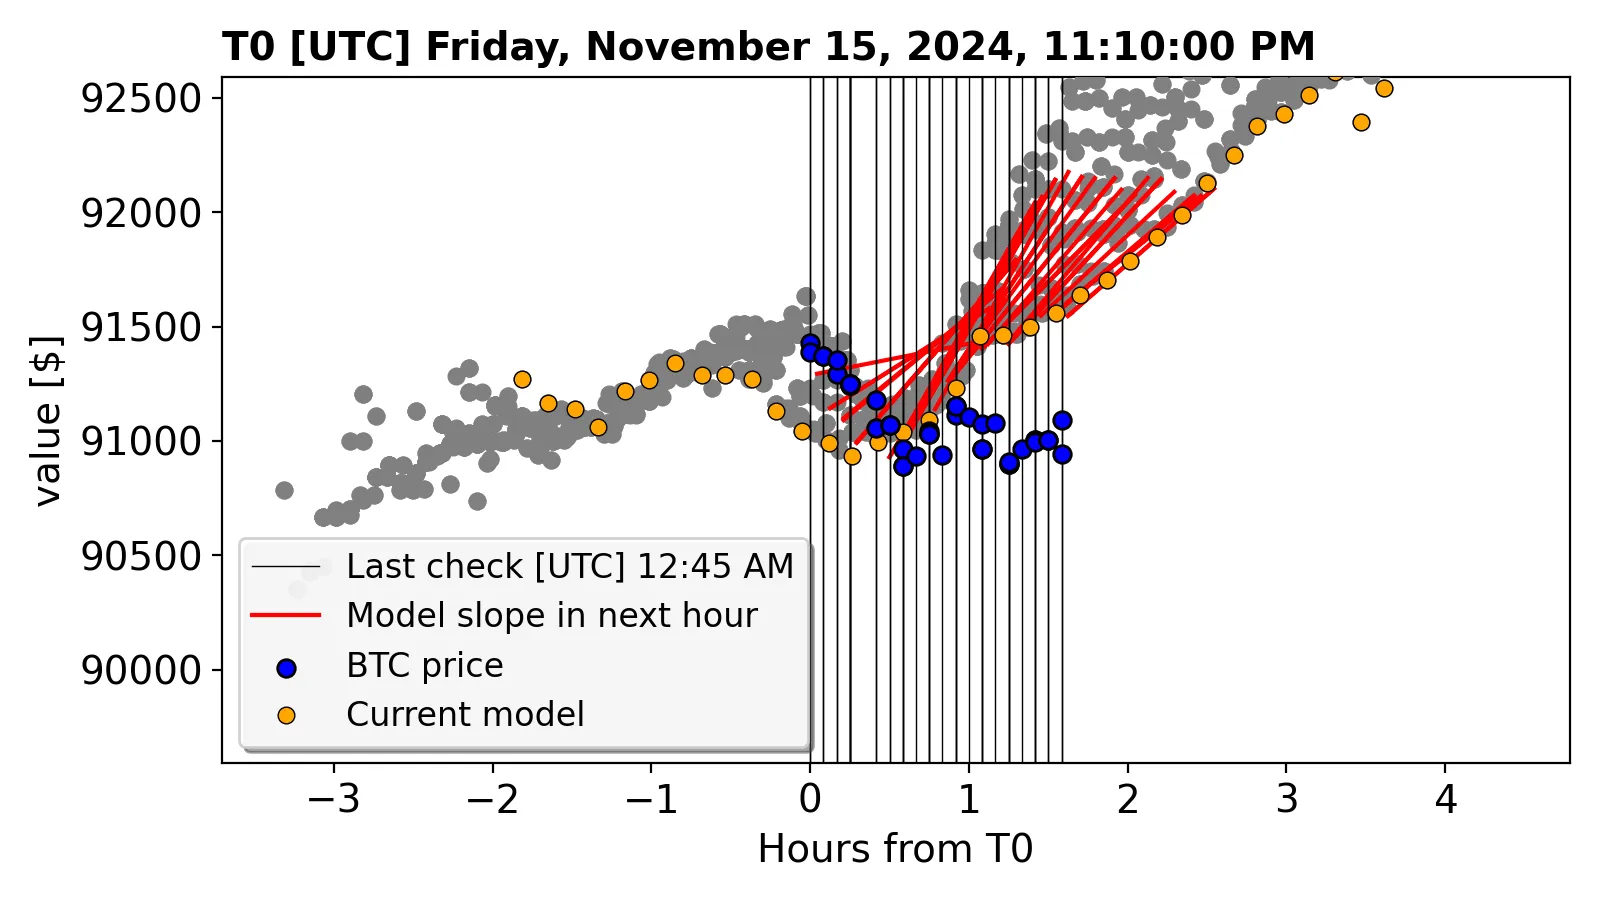 T0 [UTC] Friday, November 15, 2024, 11:10:00 PM
value [$]
92500
92000
91500
91000
90500
90000
Last check [UTC] 12:45 AM
Model slope in next hour
BTC price
Current model
−3 −2 −1 0 1 2 3 4
Hours from T0